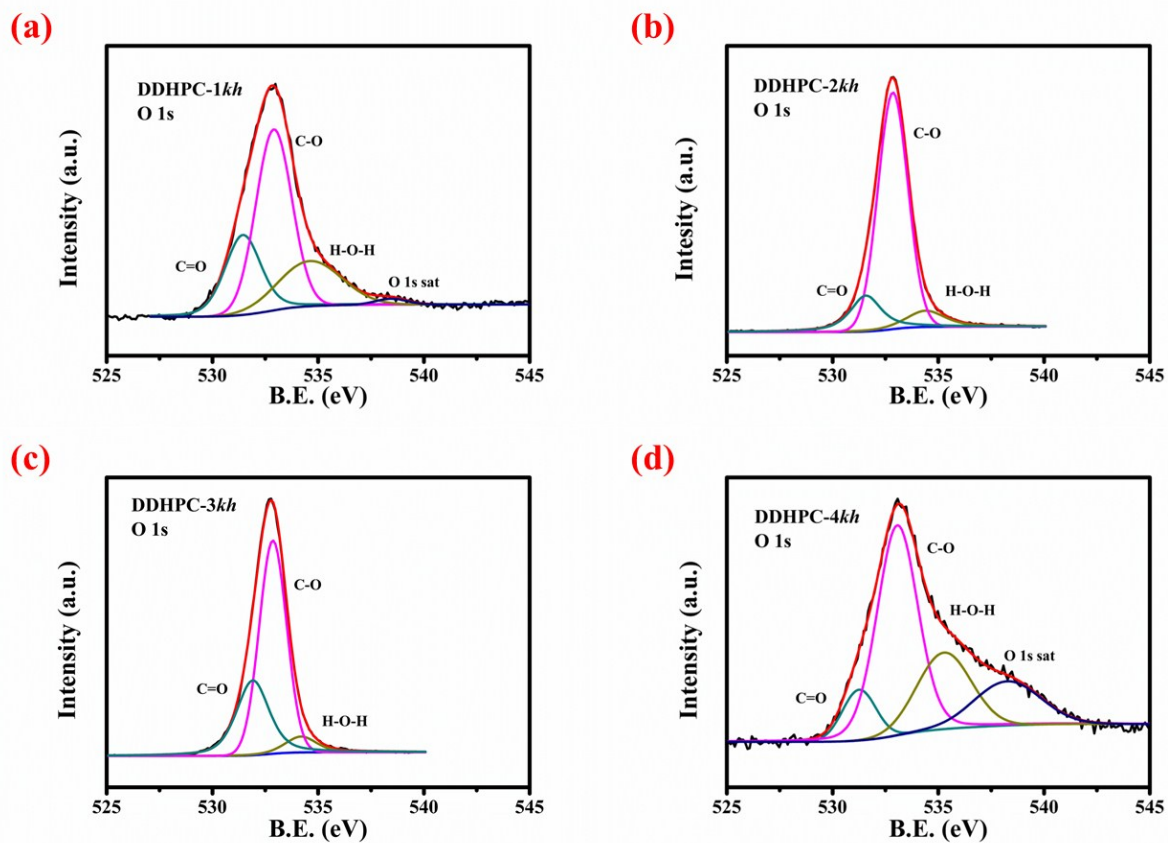 (a)
DDHPC-1kh
O 1s
C-O
C=O
H-O-H
O 1s sat
Intensity (a.u.)
525 530 535 540 545
B.E. (eV)
(b)
DDHPC-2kh
O 1s
C-O
C=O
H-O-H
Intesity (a.u.)
525 530 535 540 545
B.E. (eV)
(c)
DDHPC-3kh
O 1s
C-O
C=O
H-O-H
Intensity (a.u.)
525 530 535 540 545
B.E. (eV)
(d)
DDHPC-4kh
O 1s
C-O
H-O-H
O 1s sat
C=O
Intensity (a.u.)
525 530 535 540 545
B.E. (eV)